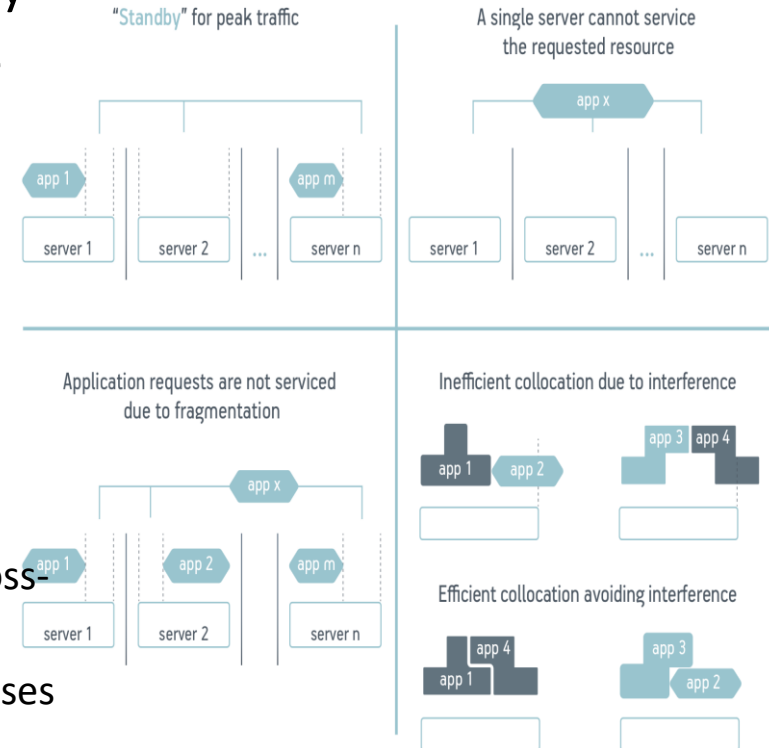 “Standby” for peak traffic
app 1
app m
server 1
server 2
...
server n
A single server cannot service
the requested resource
app x
server 1
server 2
...
server n
Application requests are not serviced
due to fragmentation
app x
app 1
app 2
app m
server 1
server 2
server n
Inefficient collocation due to interference
app 1
app 2
app 3
app 4
Efficient collocation avoiding interference
app 4
app 1
app 3
app 2